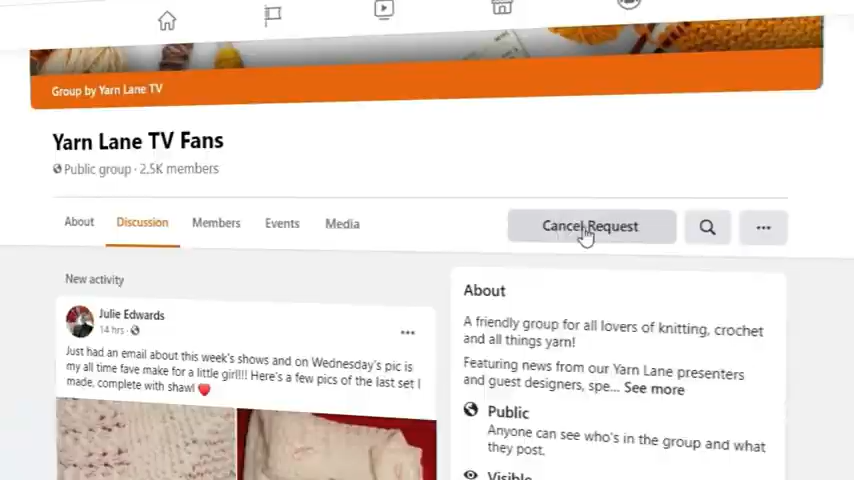 Group by Yarn Lane TV
Yarn Lane TV Fans
Public group · 2.5K members
About Discussion Members Events Media Cancel Request
New activity
Julie Edwards
14 hrs ·
Just had an email about this week's shows and on Wednesday's pic is
my all time fave make for a little girl!!!! Here's a few pics of the last set I
made, complete with shawl
About
A friendly group for all lovers of knitting, crochet
and all things yarn!
Featuring news from our Yarn Lane presenters
and guest designers, spe... See more
Public
Anyone can see who's in the group and what
they post.
Visible